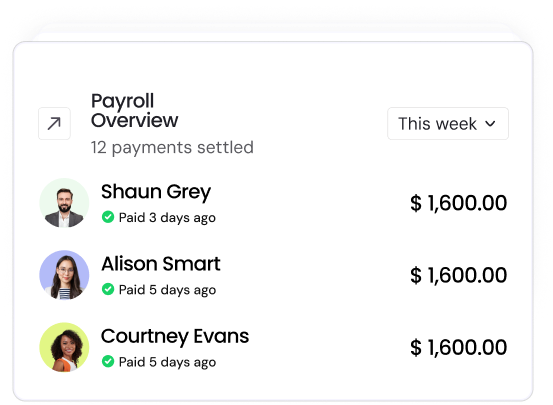 Payroll
Overview
12 payments settled
This week
Shaun Grey
Paid 3 days ago
$ 1,600.00
Alison Smart
Paid 5 days ago
$ 1,600.00
Courtney Evans
Paid 5 days ago
$ 1,600.00